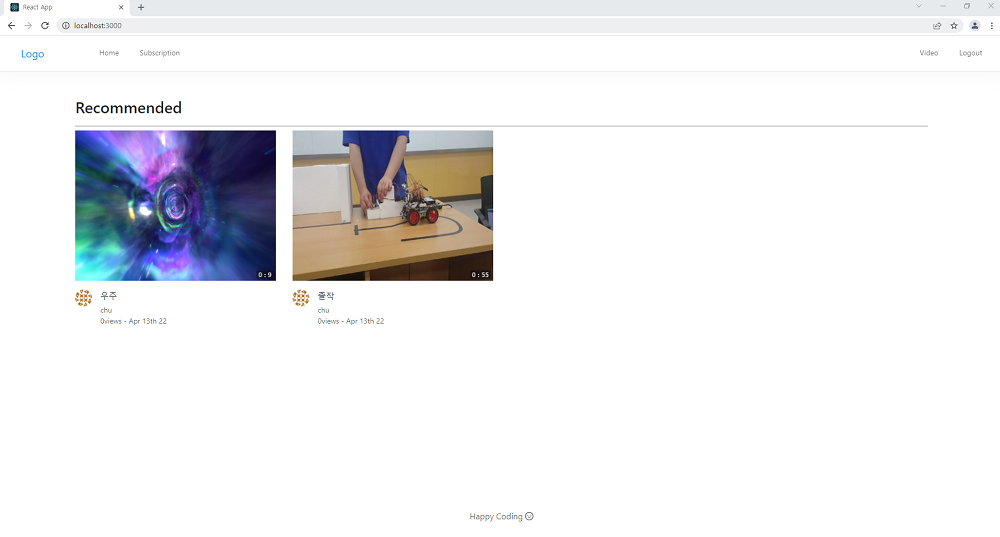 React App
localhost:3000
Logo Home Subscription Video Logout
Recommended
0 : 9
0 : 55
우주
chu
0views - Apr 13th 22
졸작
chu
0views - Apr 13th 22
Happy Coding